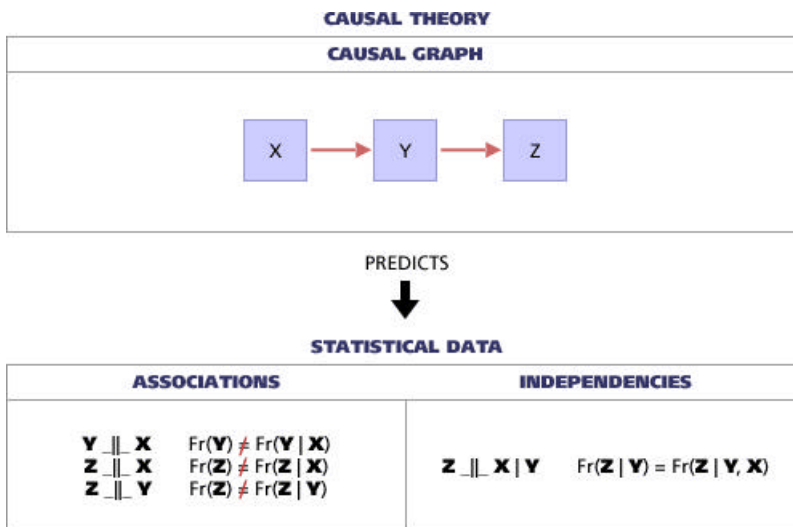 CAUSAL THEORY
CAUSAL GRAPH
X Y Z
PREDICTS
STATISTICAL DATA
ASSOCIATIONS INDEPENDENCIES
Y _||_ X Fr(Y) ≠ Fr(Y | X)
Z _||_ X Fr(Z) ≠ Fr(Z | X)
Z _||_ X | Y Fr(Z | Y) = Fr(Z | Y, X)
Z _||_ Y Fr(Z) ≠ Fr(Z | Y)